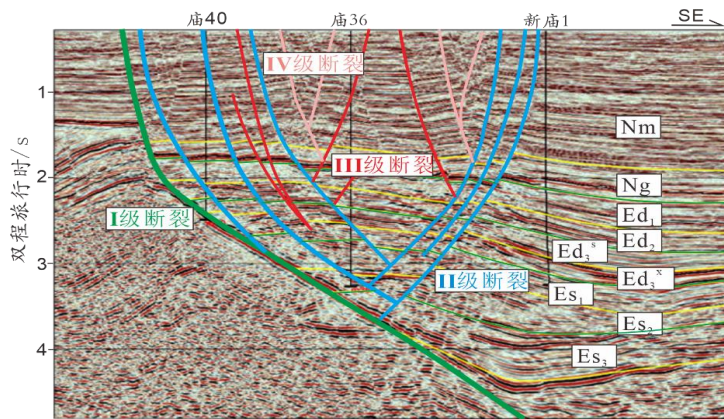 庙40
庙36
新庙1
SE
IV级断裂
1
Nm
双程旅行时/s
III级断裂
2
Ng
I级断裂
Ed₁
Ed₂
Ed₃ˢ
3
II级断裂
Ed₃ˣ
Es₁
Es₂
4
Es₃